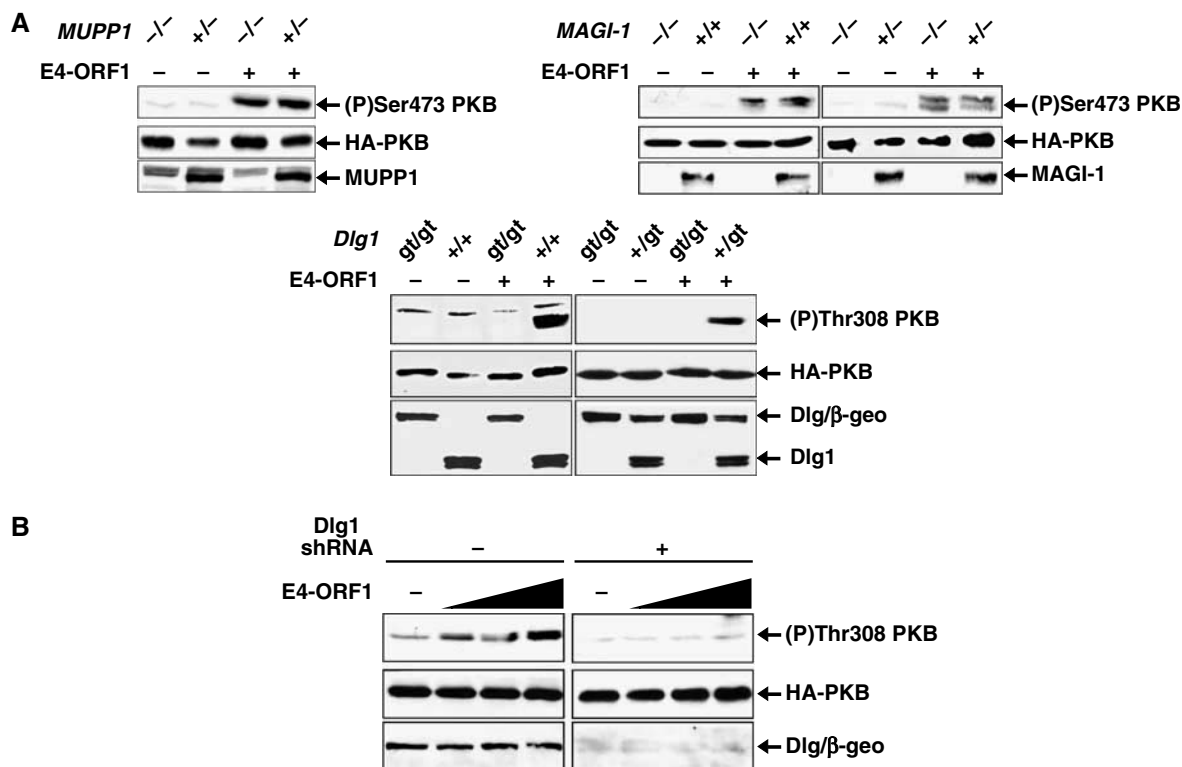 A
MUPP1 -/- +/- -/- +/-
E4-ORF1 – – + +
(P)Ser473 PKB
HA-PKB
MUPP1
MAGI-1 -/- +/+ -/- +/+ -/- +/- -/- +/-
E4-ORF1 – – + + – – + +
(P)Ser473 PKB
HA-PKB
MAGI-1
Dlg1 gt/gt +/+ gt/gt +/+ gt/gt +/gt gt/gt +/gt
E4-ORF1 – – + + – – + +
(P)Thr308 PKB
HA-PKB
Dlg/β-geo
Dlg1
B
Dlg1
shRNA – +
E4-ORF1 – –
(P)Thr308 PKB
HA-PKB
Dlg/β-geo